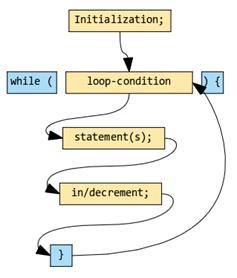 Initialization;
while ( loop-condition ) {
statement(s);
in/decrement;
}